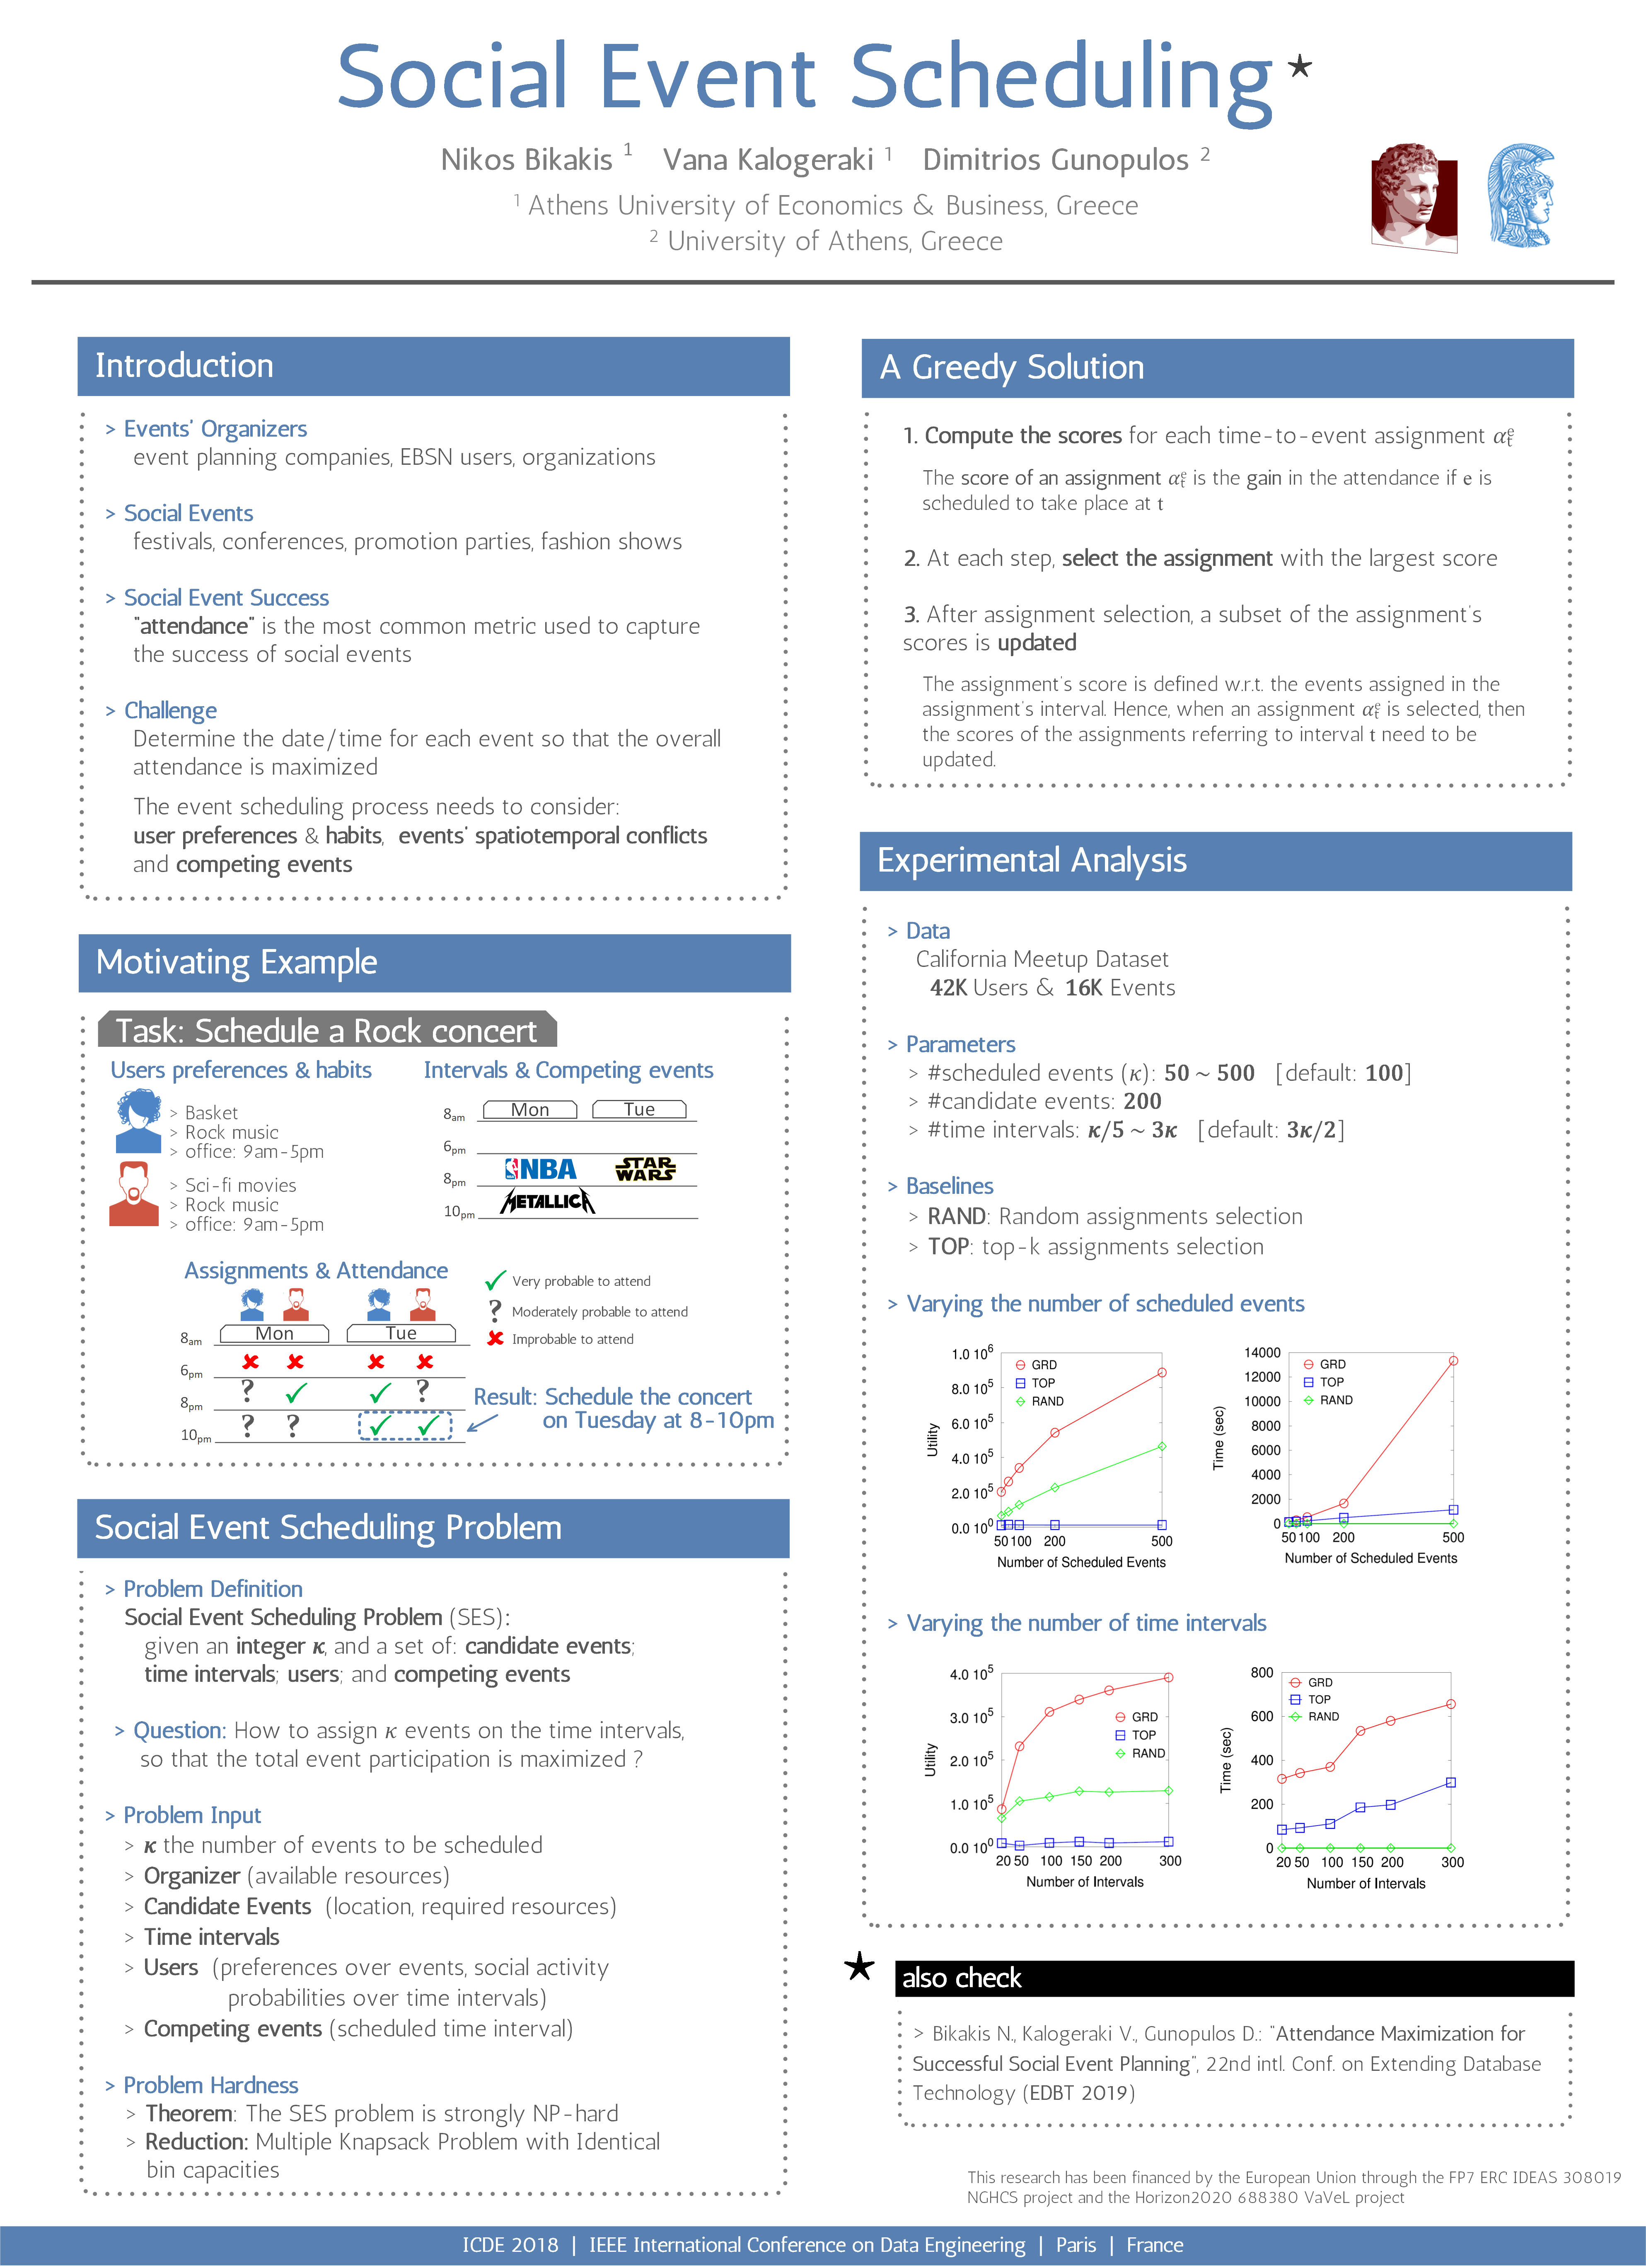 Social Event Scheduling ★
Nikos Bikakis 1 Vana Kalogeraki 1 Dimitrios Gunopulos 2
1 Athens University of Economics & Business, Greece
2 University of Athens, Greece
Introduction
> Events' Organizers
event planning companies, EBSN users, organizations
> Social Events
festivals, conferences, promotion parties, fashion shows
> Social Event Success
"attendance" is the most common metric used to capture
the success of social events
> Challenge
Determine the date/time for each event so that the overall
attendance is maximized
The event scheduling process needs to consider:
user preferences & habits, events' spatiotemporal conflicts
and competing events
Motivating Example
Task: Schedule a Rock concert
Users preferences & habits
> Basket
> Rock music
> office: 9am-5pm
> Sci-fi movies
> Rock music
> office: 9am-5pm
Intervals & Competing events
8am Mon Tue
6pm
NBA STAR WARS
8pm
METALLICA
10pm
Assignments & Attendance
✓ Very probable to attend
? Moderately probable to attend
✘ Improbable to attend
8am Mon Tue
✘ ✘ ✘ ✘
6pm
? ✓ ✓ ?
8pm
? ? ✓ ✓
10pm
Result: Schedule the concert
on Tuesday at 8-10pm
Social Event Scheduling Problem
> Problem Definition
Social Event Scheduling Problem (SES):
given an integer κ, and a set of: candidate events;
time intervals; users; and competing events
> Question: How to assign κ events on the time intervals,
so that the total event participation is maximized ?
> Problem Input
> κ the number of events to be scheduled
> Organizer (available resources)
> Candidate Events (location, required resources)
> Time intervals
> Users (preferences over events, social activity
probabilities over time intervals)
> Competing events (scheduled time interval)
> Problem Hardness
> Theorem: The SES problem is strongly NP-hard
> Reduction: Multiple Knapsack Problem with Identical
bin capacities
A Greedy Solution
1. Compute the scores for each time-to-event assignment αₜᵉ
The score of an assignment αₜᵉ is the gain in the attendance if e is
scheduled to take place at t
2. At each step, select the assignment with the largest score
3. After assignment selection, a subset of the assignment's
scores is updated
The assignment's score is defined w.r.t. the events assigned in the
assignment's interval. Hence, when an assignment αₜᵉ is selected, then
the scores of the assignments referring to interval t need to be
updated.
Experimental Analysis
> Data
California Meetup Dataset
42K Users & 16K Events
> Parameters
> #scheduled events (κ): 50 ~ 500 [default: 100]
> #candidate events: 200
> #time intervals: κ/5 ~ 3κ [default: 3κ/2]
> Baselines
> RAND: Random assignments selection
> TOP: top-k assignments selection
> Varying the number of scheduled events
Utility
1.0 10^6
8.0 10^5
6.0 10^5
4.0 10^5
2.0 10^5
0.0 10^0
GRD
TOP
RAND
50 100 200 500
Number of Scheduled Events
Time (sec)
14000
12000
10000
8000
6000
4000
2000
0
GRD
TOP
RAND
50 100 200 500
Number of Scheduled Events
> Varying the number of time intervals
Utility
4.0 10^5
3.0 10^5
2.0 10^5
1.0 10^5
0.0 10^0
GRD
TOP
RAND
20 50 100 150 200 300
Number of Intervals
Time (sec)
800
600
400
200
0
GRD
TOP
RAND
20 50 100 150 200 300
Number of Intervals
★ also check
> Bikakis N., Kalogeraki V., Gunopulos D.: "Attendance Maximization for
Successful Social Event Planning", 22nd intl. Conf. on Extending Database
Technology (EDBT 2019)
This research has been financed by the European Union through the FP7 ERC IDEAS 308019
NGHCS project and the Horizon2020 688380 VaVeL project
ICDE 2018 | IEEE International Conference on Data Engineering | Paris | France